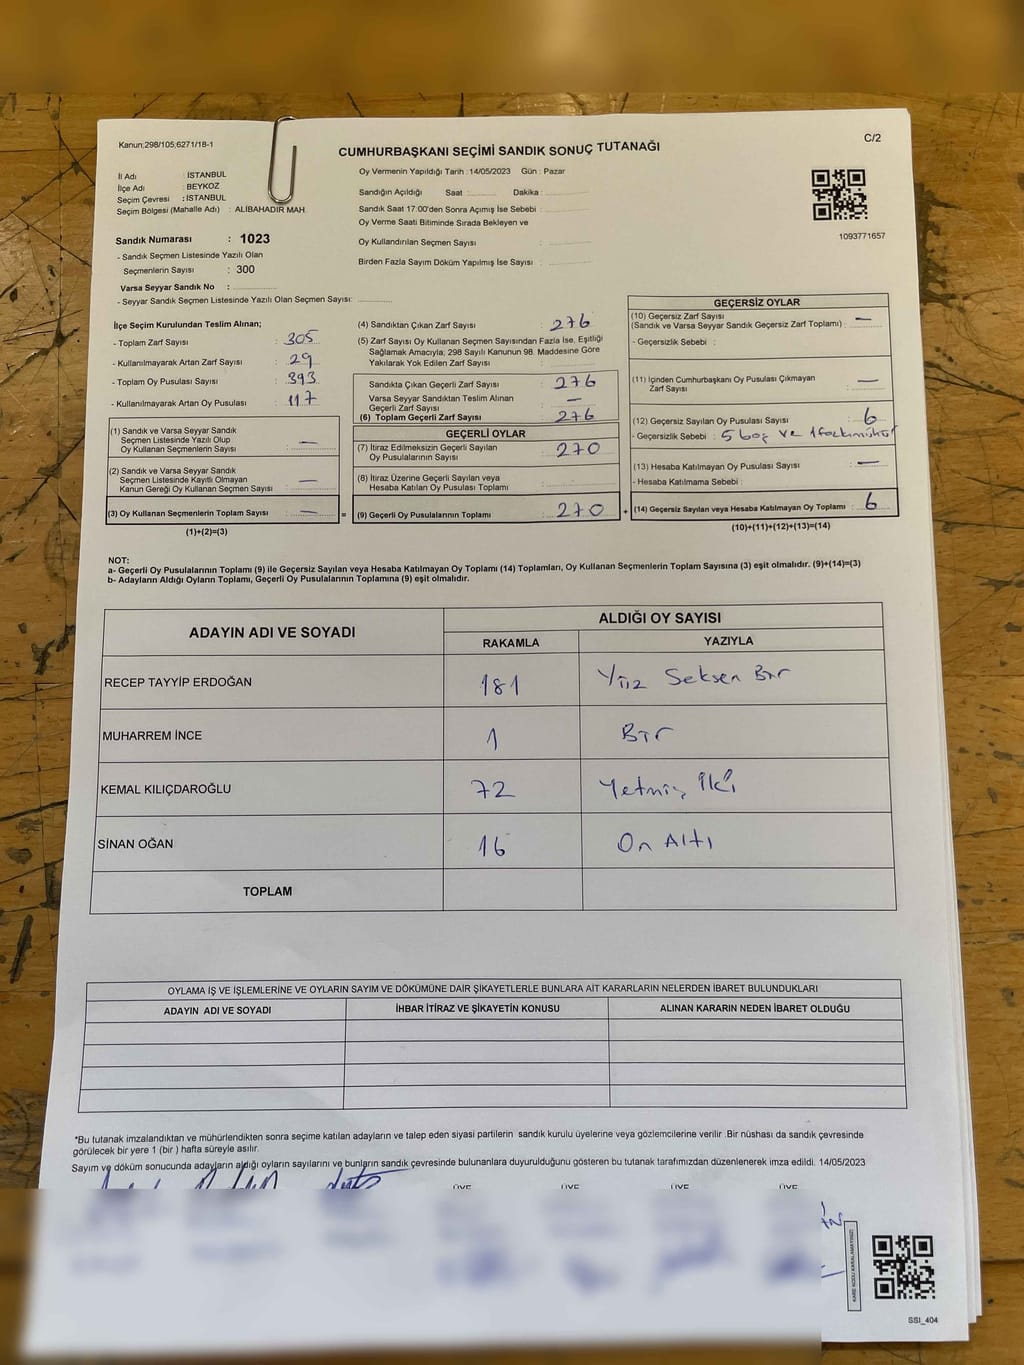 Kanun;298/105;6271/18-1
C/2
CUMHURBAŞKANI SEÇİMİ SANDIK SONUÇ TUTANAĞI
İl Adı : İSTANBUL
İlçe Adı : BEYKOZ
Seçim Çevresi : İSTANBUL
Seçim Bölgesi (Mahalle Adı) : ALİBAHADIR MAH.
Sandık Numarası : 1023
- Sandık Seçmen Listesinde Yazılı Olan
Seçmenlerin Sayısı : 300
Varsa Seyyar Sandık No :
- Seyyar Sandık Seçmen Listesinde Yazılı Olan Seçmen Sayısı:
Oy Vermenin Yapıldığı Tarih : 14/05/2023 Gün : Pazar
Sandığın Açıldığı Saat : Dakika :
Sandık Saat 17:00'den Sonra Açımış İse Sebebi :
Oy Verme Saati Bitiminde Sırada Bekleyen ve
Oy Kullandırılan Seçmen Sayısı :
Birden Fazla Sayım Döküm Yapılmış İse Sayısı :
1093771657
İlçe Seçim Kurulundan Teslim Alınan;
- Toplam Zarf Sayısı : 305
- Kullanılmayarak Artan Zarf Sayısı : 29
- Toplam Oy Pusulası Sayısı : 393
- Kullanılmayarak Artan Oy Pusulası : 117
(1) Sandık ve Varsa Seyyar Sandık
Seçmen Listesinde Yazılı Olup
Oy Kullanan Seçmenlerin Sayısı : —
(2) Sandık ve Varsa Seyyar Sandık
Seçmen Listesinde Kayıtlı Olmayan
Kanun Gereği Oy Kullanan Seçmen Sayısı : —
(3) Oy Kullanan Seçmenlerin Toplam Sayısı : —
(1)+(2)=(3)
=
(4) Sandıktan Çıkan Zarf Sayısı : 276
(5) Zarf Sayısı Oy Kullanan Seçmen Sayısından Fazla İse, Eşitliği
Sağlamak Amacıyla; 298 Sayılı Kanunun 98. Maddesine Göre
Yakılarak Yok Edilen Zarf Sayısı :
Sandıkta Çıkan Geçerli Zarf Sayısı : 276
Varsa Seyyar Sandıktan Teslim Alınan
Geçerli Zarf Sayısı : —
(6) Toplam Geçerli Zarf Sayısı : 276
GEÇERLİ OYLAR
(7) İtiraz Edilmeksizin Geçerli Sayılan
Oy Pusulalarının Sayısı : 270
(8) İtiraz Üzerine Geçerli Sayılan veya
Hesaba Katılan Oy Pusulası Toplamı :
(9) Geçerli Oy Pusulalarının Toplamı : 270
+
GEÇERSİZ OYLAR
(10) Geçersiz Zarf Sayısı
(Sandık ve Varsa Seyyar Sandık Geçersiz Zarf Toplamı) : —
- Geçersizlik Sebebi :
(11) İçinden Cumhurbaşkanı Oy Pusulası Çıkmayan
Zarf Sayısı : —
(12) Geçersiz Sayılan Oy Pusulası Sayısı : 6
- Geçersizlik Sebebi : 5 boş ve 1
(13) Hesaba Katılmayan Oy Pusulası Sayısı : —
- Hesaba Katılmama Sebebi :
(14) Geçersiz Sayılan veya Hesaba Katılmayan Oy Toplamı : 6
(10)+(11)+(12)+(13)=(14)
NOT:
a- Geçerli Oy Pusulalarının Toplamı (9) ile Geçersiz Sayılan veya Hesaba Katılmayan Oy Toplamı (14) Toplamları, Oy Kullanan Seçmenlerin Toplam Sayısına (3) eşit olmalıdır. (9)+(14)=(3)
b- Adayların Aldığı Oyların Toplamı, Geçerli Oy Pusulalarının Toplamına (9) eşit olmalıdır.
ADAYIN ADI VE SOYADI
ALDIĞI OY SAYISI
RAKAMLA YAZIYLA
RECEP TAYYİP ERDOĞAN 181 Yüz Seksen Bir
MUHARREM İNCE 1 Bir
KEMAL KILIÇDAROĞLU 72 Yetmiş İki
SİNAN OĞAN 16 On Altı
TOPLAM
OYLAMA İŞ VE İŞLEMLERİNE VE OYLARIN SAYIM VE DÖKÜMÜNE DAİR ŞİKAYETLERLE BUNLARA AİT KARARLARIN NELERDEN İBARET BULUNDUKLARI
ADAYIN ADI VE SOYADI İHBAR İTİRAZ VE ŞİKAYETİN KONUSU ALINAN KARARIN NEDEN İBARET OLDUĞU
*Bu tutanak imzalandıktan ve mühürlendikten sonra seçime katılan adayların ve talep eden siyasi partilerin sandık kurulu üyelerine veya gözlemcilerine verilir .Bir nüshası da sandık çevresinde
görülecek bir yere 1 (bir ) hafta süreyle asılır.
Sayım ve döküm sonucunda adayların aldığı oyların sayılarını ve bunların sandık çevresinde bulunanlara duyurulduğunu gösteren bu tutanak tarafımızdan düzenlenerek imza edildi. 14/05/2023
ÜYE ÜYE ÜYE ÜYE
KARE KODU KARALAMAYINIZ!
SSI_404